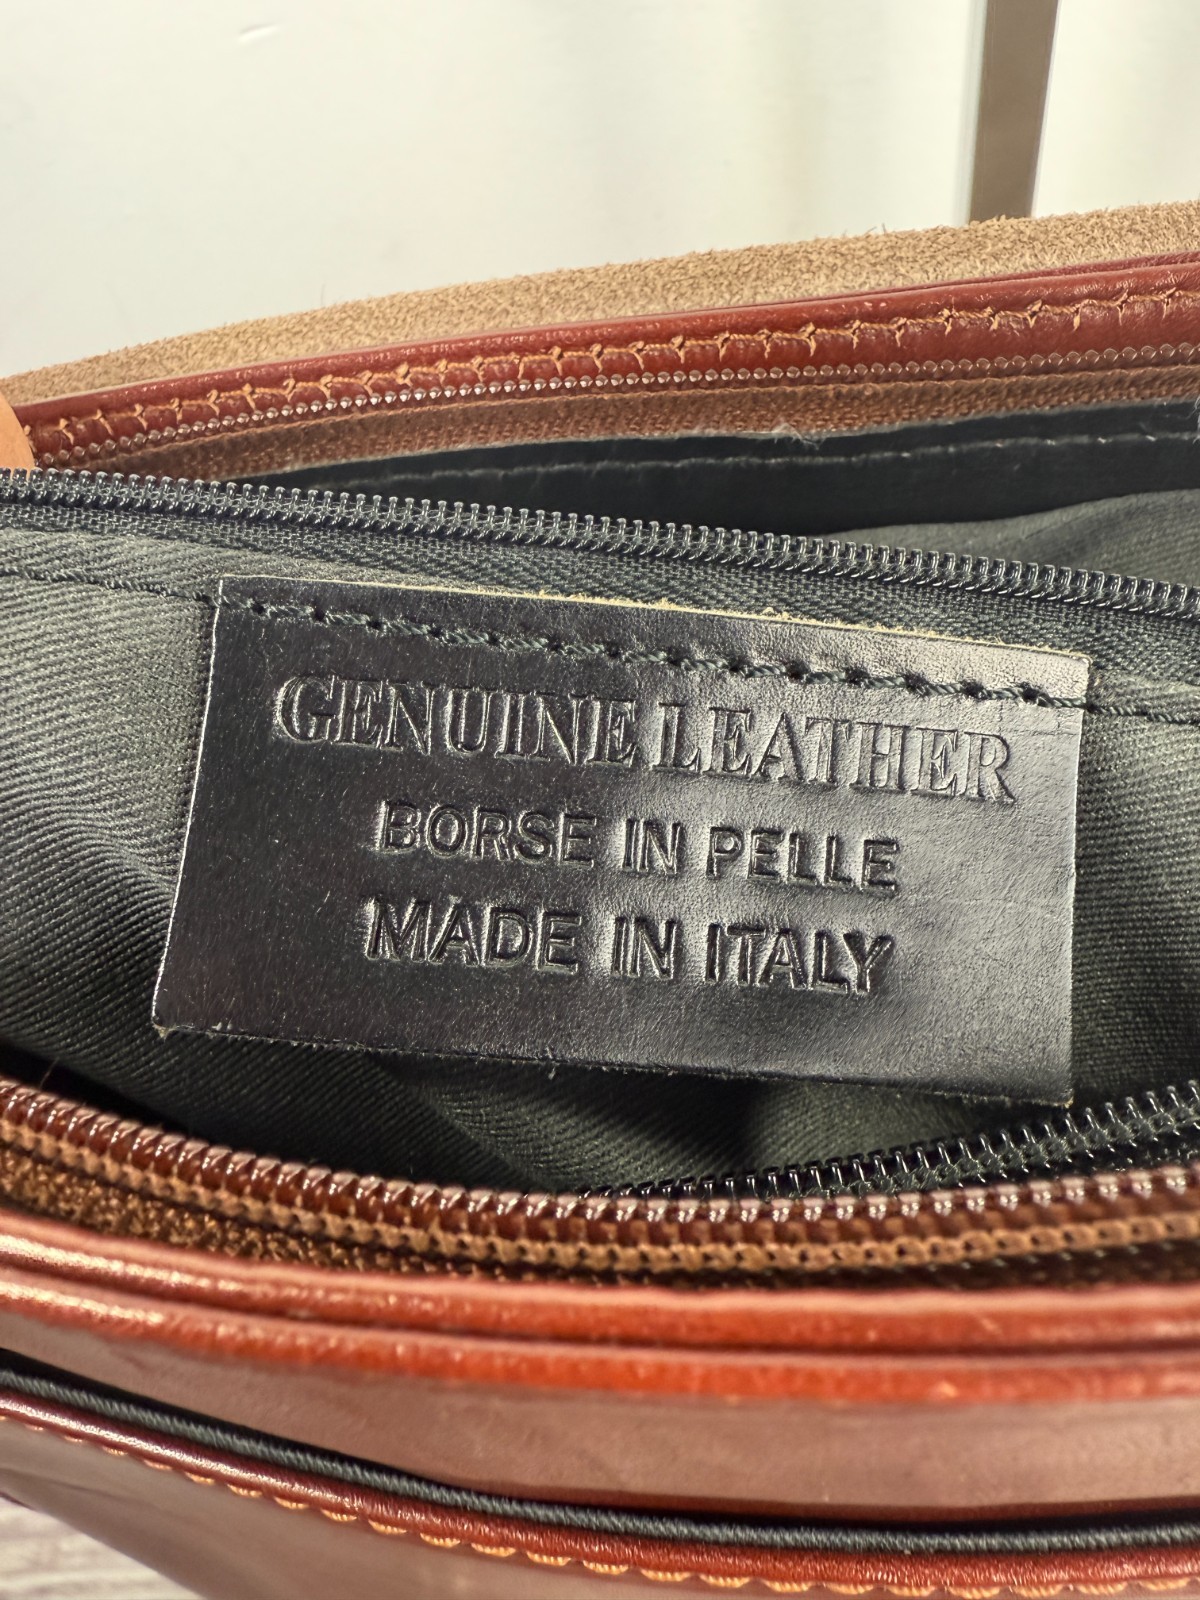 GENUINE LEATHER
BORSE IN PELLE
MADE IN ITALY